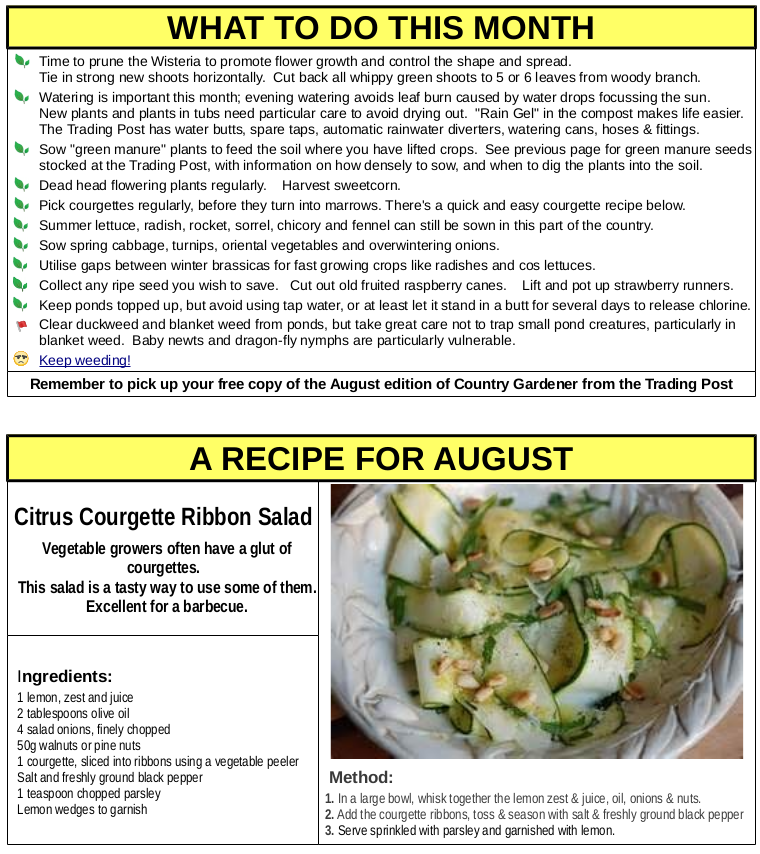 WHAT TO DO THIS MONTH
Time to prune the Wisteria to promote flower growth and control the shape and spread.
Tie in strong new shoots horizontally. Cut back all whippy green shoots to 5 or 6 leaves from woody branch.
Watering is important this month; evening watering avoids leaf burn caused by water drops focussing the sun.
New plants and plants in tubs need particular care to avoid drying out. "Rain Gel" in the compost makes life easier.
The Trading Post has water butts, spare taps, automatic rainwater diverters, watering cans, hoses & fittings.
Sow "green manure" plants to feed the soil where you have lifted crops. See previous page for green manure seeds
stocked at the Trading Post, with information on how densely to sow, and when to dig the plants into the soil.
Dead head flowering plants regularly. Harvest sweetcorn.
Pick courgettes regularly, before they turn into marrows. There's a quick and easy courgette recipe below.
Summer lettuce, radish, rocket, sorrel, chicory and fennel can still be sown in this part of the country.
Sow spring cabbage, turnips, oriental vegetables and overwintering onions.
Utilise gaps between winter brassicas for fast growing crops like radishes and cos lettuces.
Collect any ripe seed you wish to save. Cut out old fruited raspberry canes. Lift and pot up strawberry runners.
Keep ponds topped up, but avoid using tap water, or at least let it stand in a butt for several days to release chlorine.
Clear duckweed and blanket weed from ponds, but take great care not to trap small pond creatures, particularly in
blanket weed. Baby newts and dragon-fly nymphs are particularly vulnerable.
Keep weeding!
Remember to pick up your free copy of the August edition of Country Gardener from the Trading Post
A RECIPE FOR AUGUST
Citrus Courgette Ribbon Salad
Vegetable growers often have a glut of
courgettes.
This salad is a tasty way to use some of them.
Excellent for a barbecue.
Ingredients:
1 lemon, zest and juice
2 tablespoons olive oil
4 salad onions, finely chopped
50g walnuts or pine nuts
1 courgette, sliced into ribbons using a vegetable peeler
Salt and freshly ground black pepper
1 teaspoon chopped parsley
Lemon wedges to garnish
Method:
1. In a large bowl, whisk together the lemon zest & juice, oil, onions & nuts.
2. Add the courgette ribbons, toss & season with salt & freshly ground black pepper
3. Serve sprinkled with parsley and garnished with lemon.